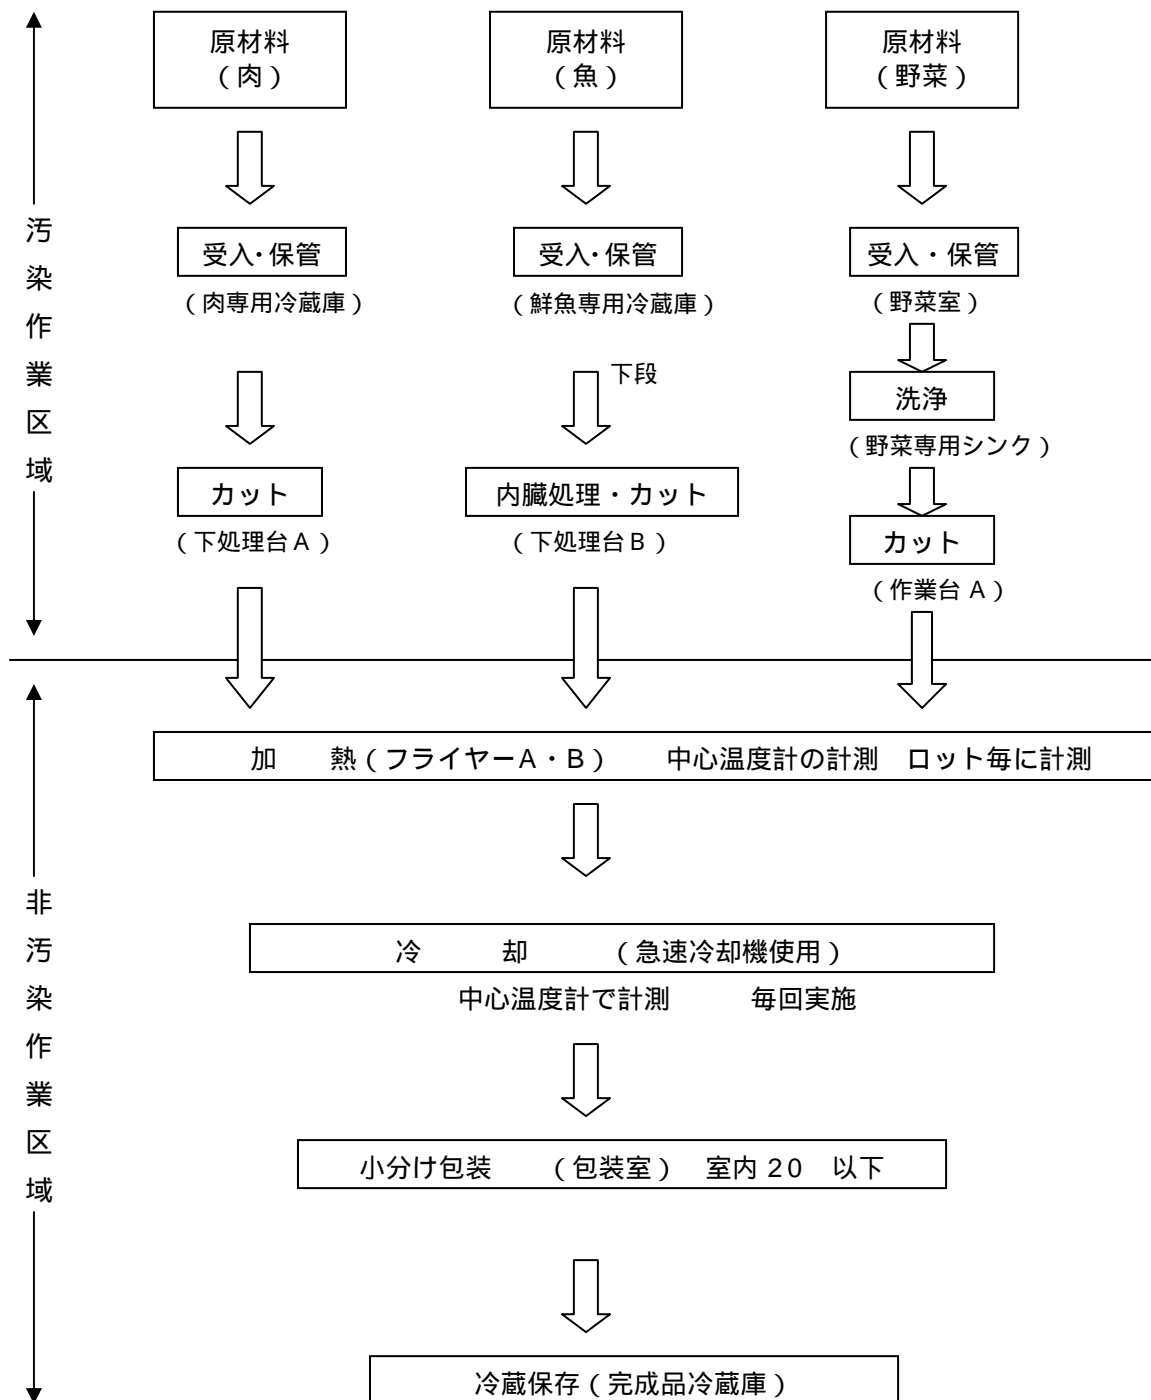 原材料
（肉）
原材料
（魚）
原材料
（野菜）
汚染作業区域
受入・保管
（肉専用冷蔵庫）
受入・保管
（鮮魚専用冷蔵庫）
受入・保管
（野菜室）
下段
洗浄
（野菜専用シンク）
カット
（下処理台Ａ）
内臓処理・カット
（下処理台Ｂ）
カット
（作業台 A）
加　　熱（フライヤーＡ・Ｂ）　　中心温度計の計測　ロット毎に計測
非汚染作業区域
冷　　　却　　　（急速冷却機使用）
中心温度計で計測　　　毎回実施
小分け包装　　（包装室）　室内 20　以下
冷蔵保存（完成品冷蔵庫）